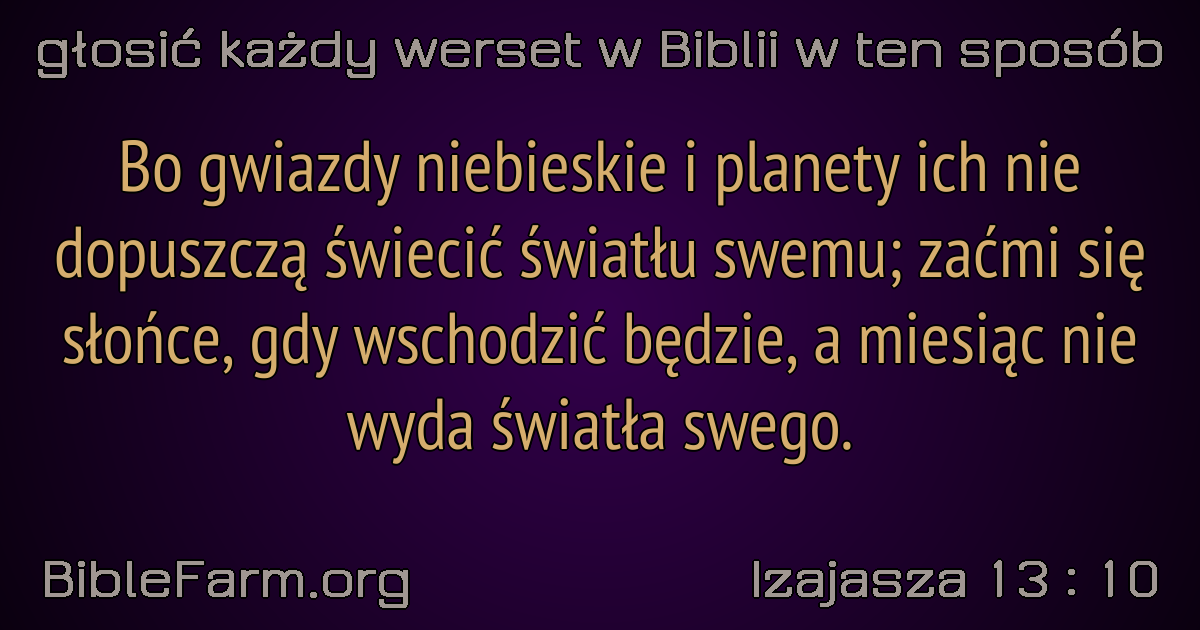 głosić każdy werset w Biblii w ten sposób
Bo gwiazdy niebieskie i planety ich nie
dopuszczą świecić światłu swemu; zaćmi się
słońce, gdy wschodzić będzie, a miesiąc nie
wyda światła swego.
BibleFarm.org
Izajasza 13 : 10